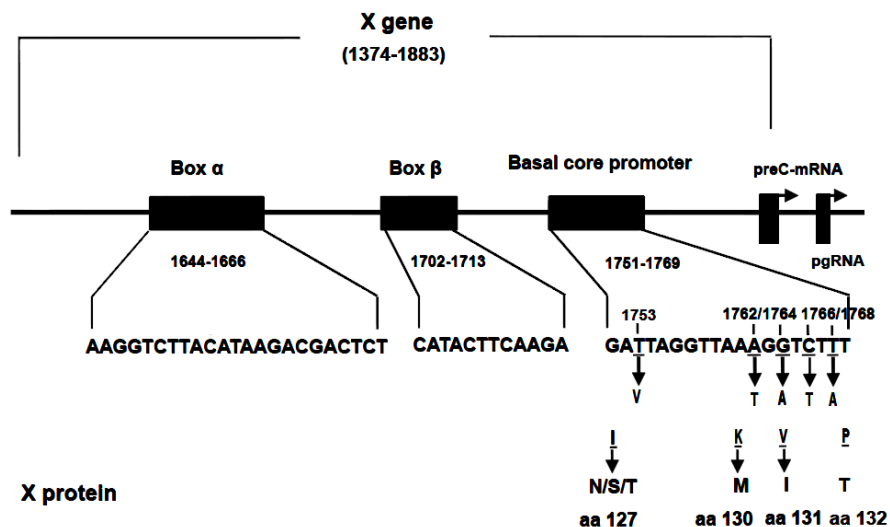 X gene
(1374-1883)
Box α Box β Basal core promoter preC-mRNA
1644-1666 1702-1713 1751-1769 pgRNA
1753 1762/1764 1766/1768
AAGGTCTTACATAAGACGACTCT CATACTTCAAGA GATTAGGTTAAAGGTCTTT
V T A T A
I K V P
X protein N/S/T M I T
aa 127 aa 130 aa 131 aa 132